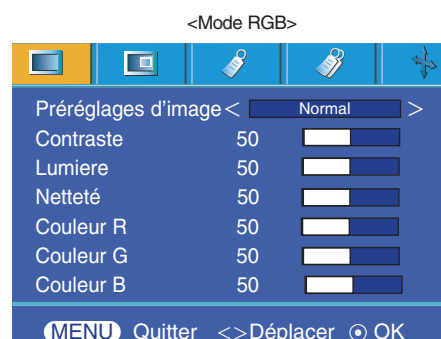 <Mode RGB>
Préréglages d'image < Normal >
Contraste 50
Lumiere 50
Netteté 50
Couleur R 50
Couleur G 50
Couleur B 50
MENU Quitter <>Déplacer OK